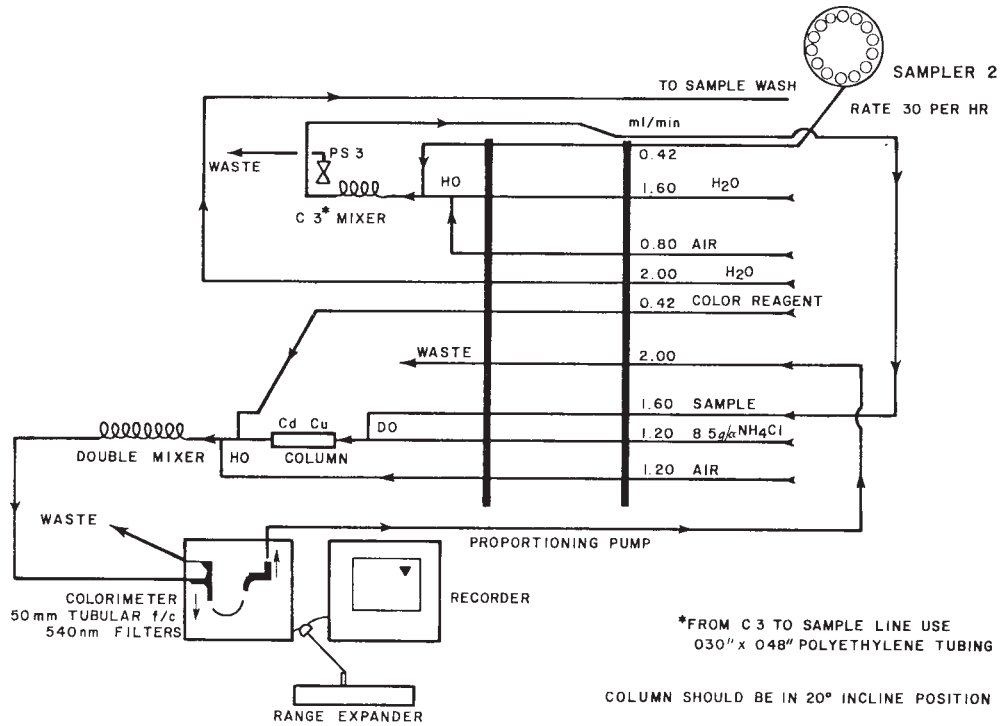 SAMPLER 2
TO SAMPLE WASH
RATE 30 PER HR
ml/min
PS 3
WASTE
0.42
HO
1.60 H2O
C 3* MIXER
0.80 AIR
2.00 H2O
0.42 COLOR REAGENT
WASTE
2.00
1.60 SAMPLE
Cd Cu
DO
1.20 8 5g/ NH4Cl
DOUBLE MIXER
HO
COLUMN
1.20 AIR
WASTE
PROPORTIONING PUMP
COLORIMETER
50mm TUBULAR f/c
540nm FILTERS
RECORDER
*FROM C 3 TO SAMPLE LINE USE
030" x 048" POLYETHYLENE TUBING
COLUMN SHOULD BE IN 20° INCLINE POSITION
RANGE EXPANDER